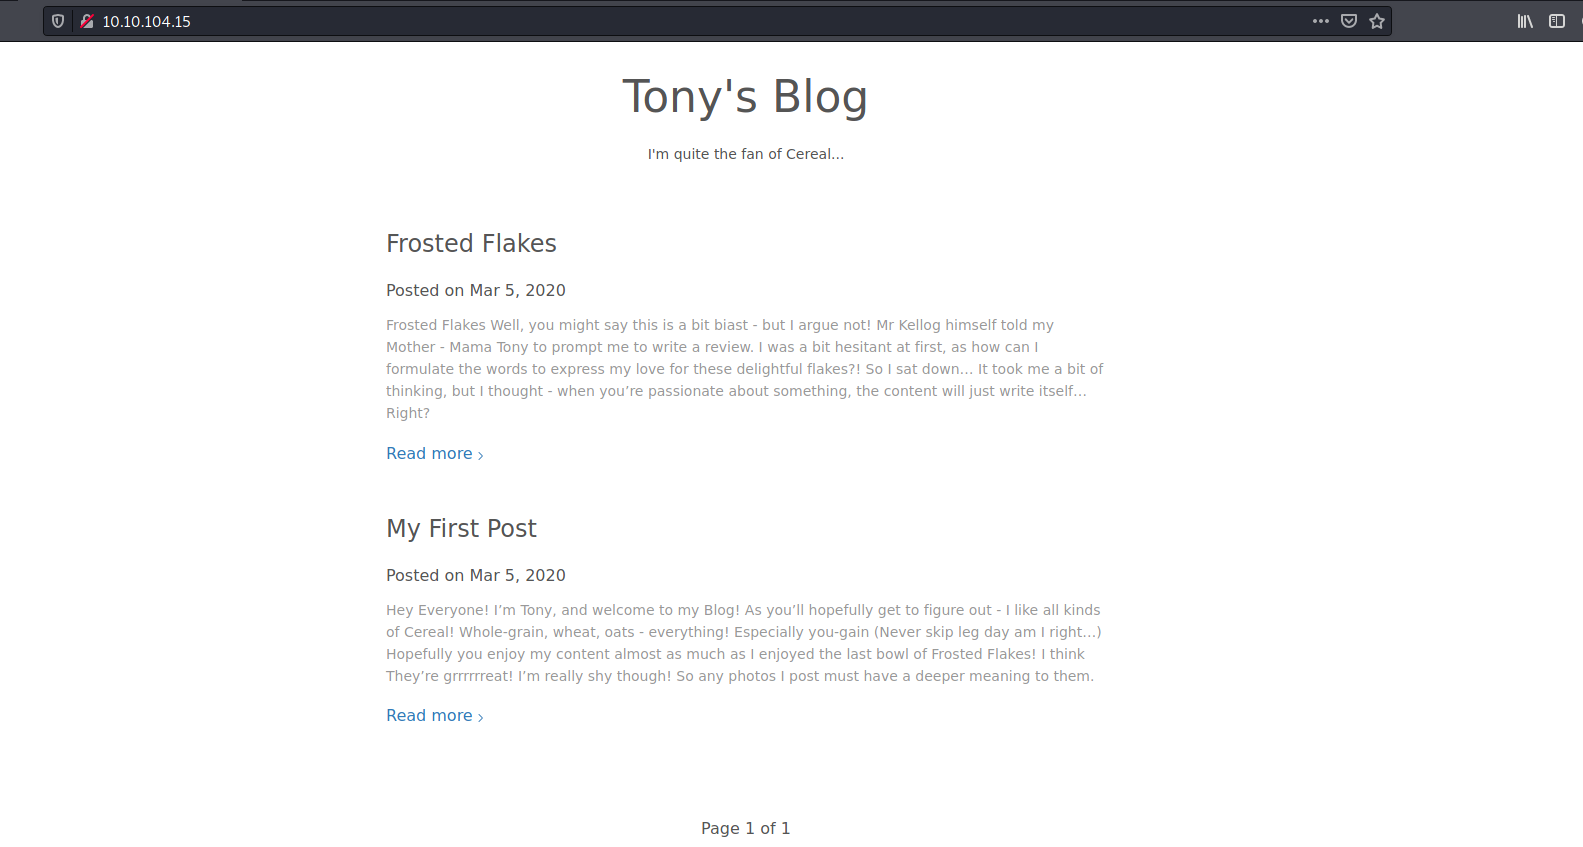 10.10.104.15
Tony's Blog
I'm quite the fan of Cereal...
Frosted Flakes
Posted on Mar 5, 2020
Frosted Flakes Well, you might say this is a bit biast - but I argue not! Mr Kellog himself told my
Mother - Mama Tony to prompt me to write a review. I was a bit hesitant at first, as how can I
formulate the words to express my love for these delightful flakes?! So I sat down… It took me a bit of
thinking, but I thought - when you’re passionate about something, the content will just write itself…
Right?
Read more ›
My First Post
Posted on Mar 5, 2020
Hey Everyone! I’m Tony, and welcome to my Blog! As you’ll hopefully get to figure out - I like all kinds
of Cereal! Whole-grain, wheat, oats - everything! Especially you-gain (Never skip leg day am I right…)
Hopefully you enjoy my content almost as much as I enjoyed the last bowl of Frosted Flakes! I think
They’re grrrrrreat! I’m really shy though! So any photos I post must have a deeper meaning to them.
Read more ›
Page 1 of 1